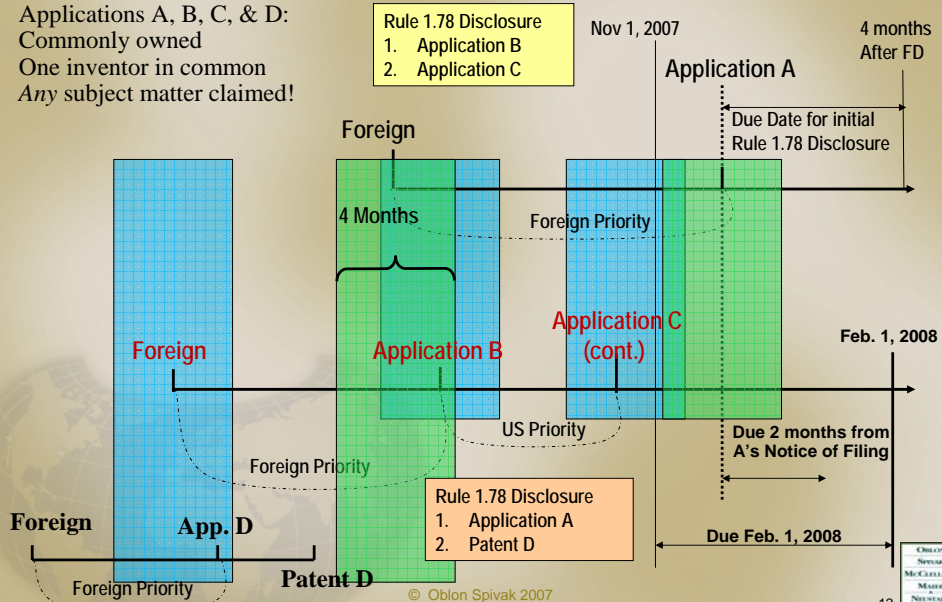 Applications A, B, C, & D:
Commonly owned
One inventor in common
Any subject matter claimed!
Rule 1.78 Disclosure
1. Application B
2. Application C
Nov 1, 2007
4 months
After FD
Application A
Due Date for initial
Rule 1.78 Disclosure
Foreign
4 Months
Foreign Priority
Foreign
Application B
Application C
(cont.)
Feb. 1, 2008
US Priority
Foreign Priority
Due 2 months from
A's Notice of Filing
Rule 1.78 Disclosure
1. Application A
2. Patent D
Due Feb. 1, 2008
Foreign
App. D
Foreign Priority
Patent D
© Oblon Spivak 2007